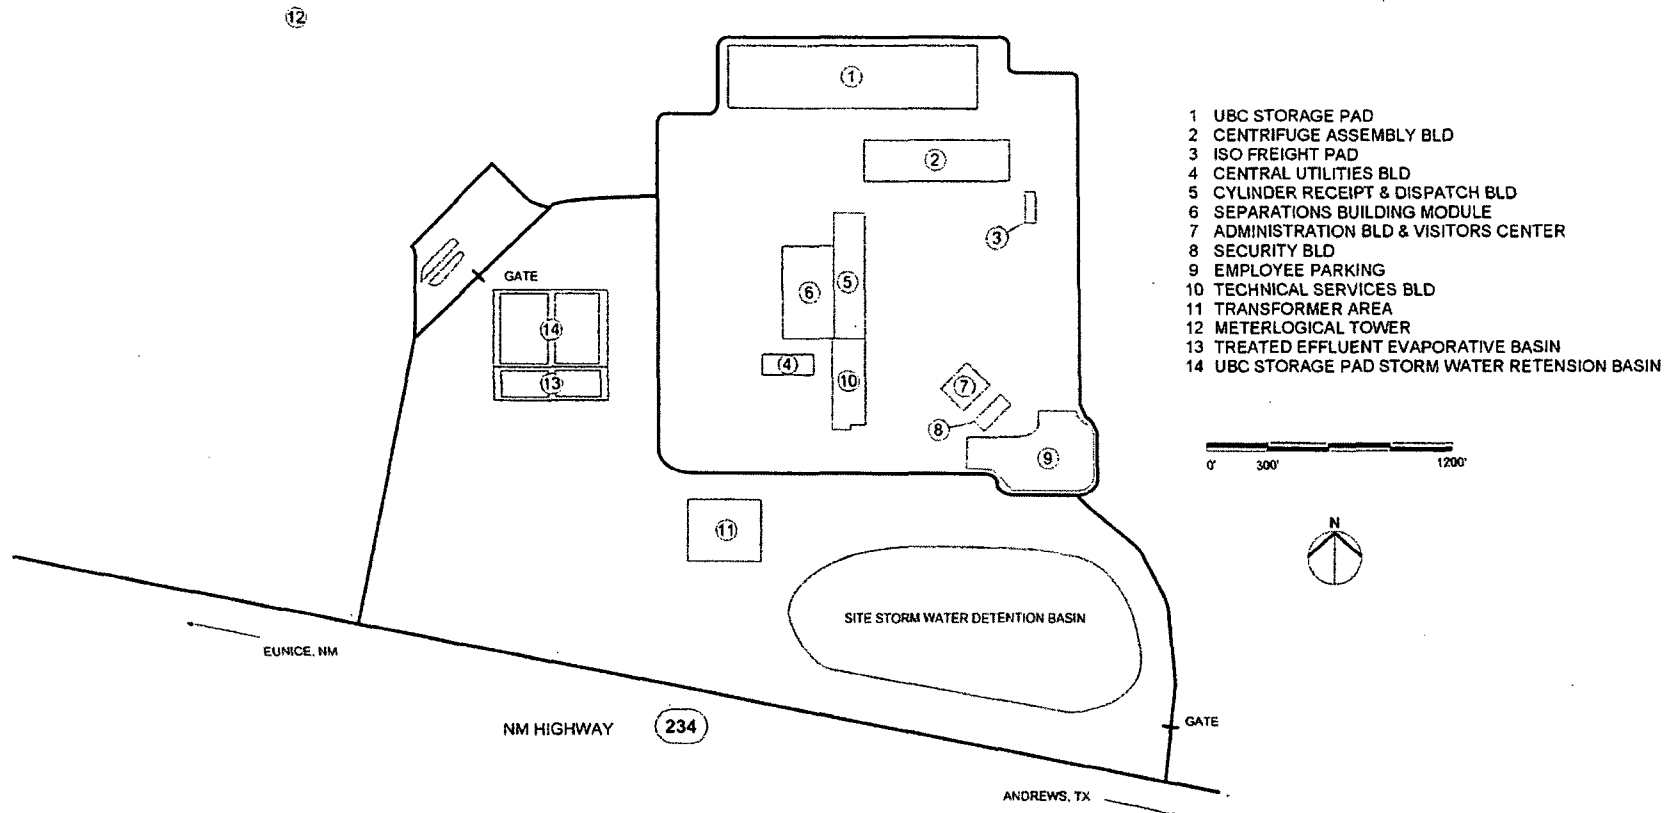 12
1
2
3
5
6
4
10
7
8
9
11
14
13
GATE
1 UBC STORAGE PAD
2 CENTRIFUGE ASSEMBLY BLD
3 ISO FREIGHT PAD
4 CENTRAL UTILITIES BLD
5 CYLINDER RECEIPT & DISPATCH BLD
6 SEPARATIONS BUILDING MODULE
7 ADMINISTRATION BLD & VISITORS CENTER
8 SECURITY BLD
9 EMPLOYEE PARKING
10 TECHNICAL SERVICES BLD
11 TRANSFORMER AREA
12 METERLOGICAL TOWER
13 TREATED EFFLUENT EVAPORATIVE BASIN
14 UBC STORAGE PAD STORM WATER RETENSION BASIN
0' 300' 1200'
N
SITE STORM WATER DETENTION BASIN
EUNICE, NM
NM HIGHWAY 234
GATE
ANDREWS, TX